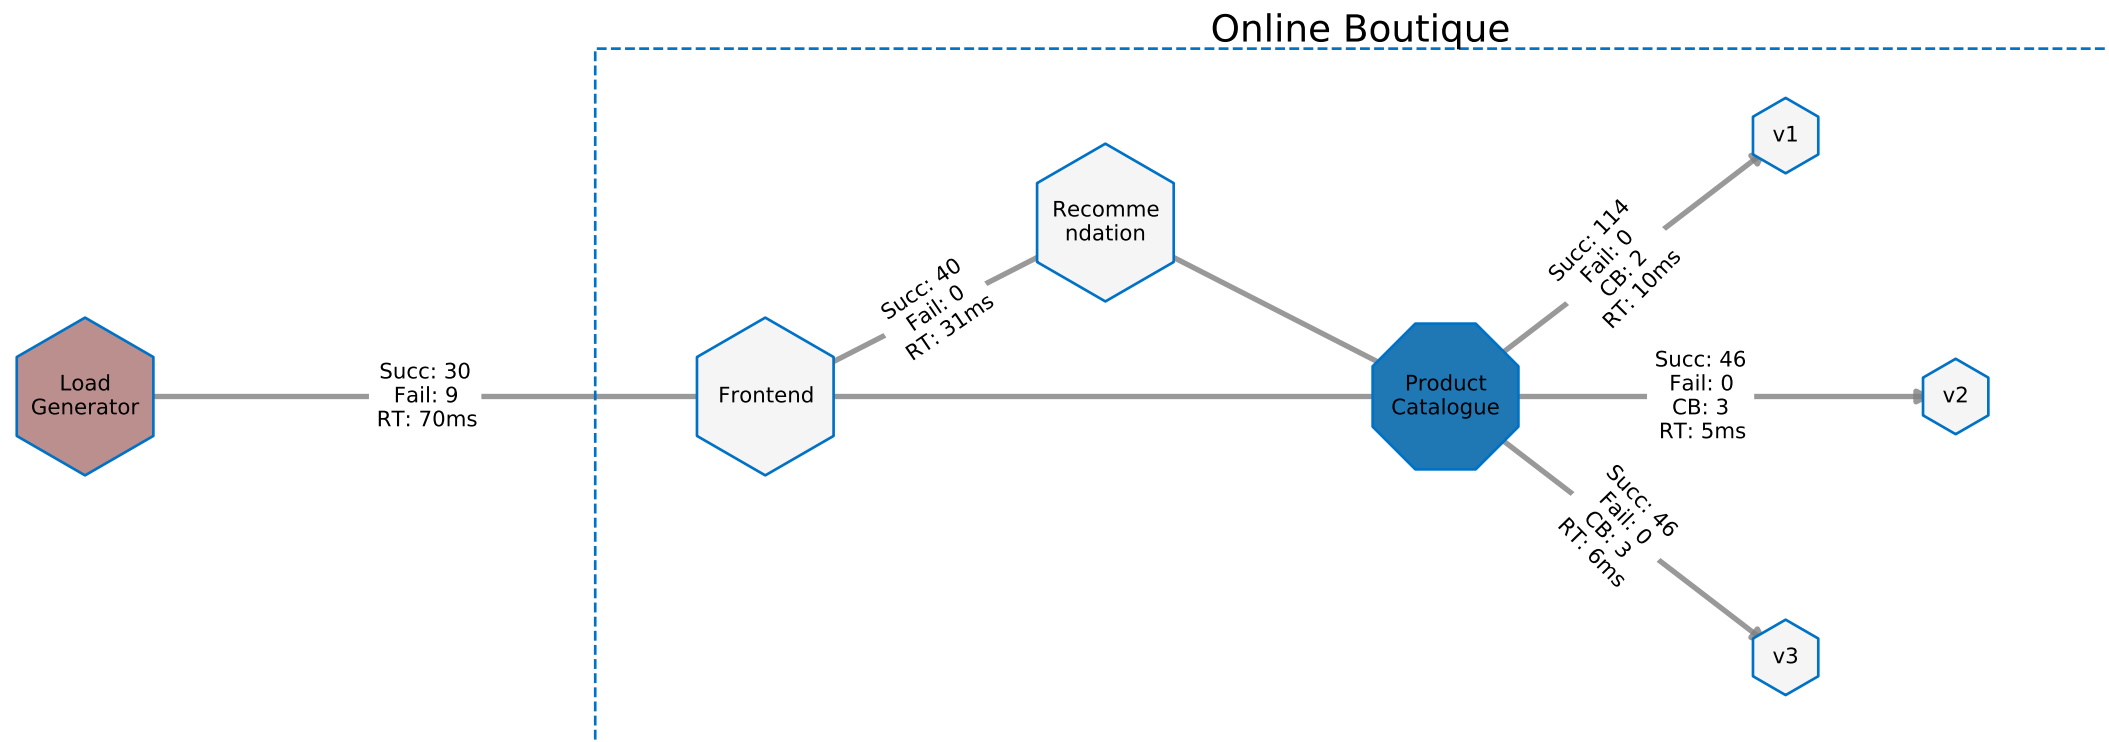 Online Boutique
Load
Generator
Succ: 30
Fail: 9
RT: 70ms
Frontend
Succ: 40
Fail: 0
RT: 31ms
Recomme
ndation
Product
Catalogue
Succ: 114
Fail: 0
CB: 2
RT: 10ms
v1
Succ: 46
Fail: 0
CB: 3
RT: 5ms
v2
Succ: 46
Fail: 0
CB: 3
RT: 6ms
v3